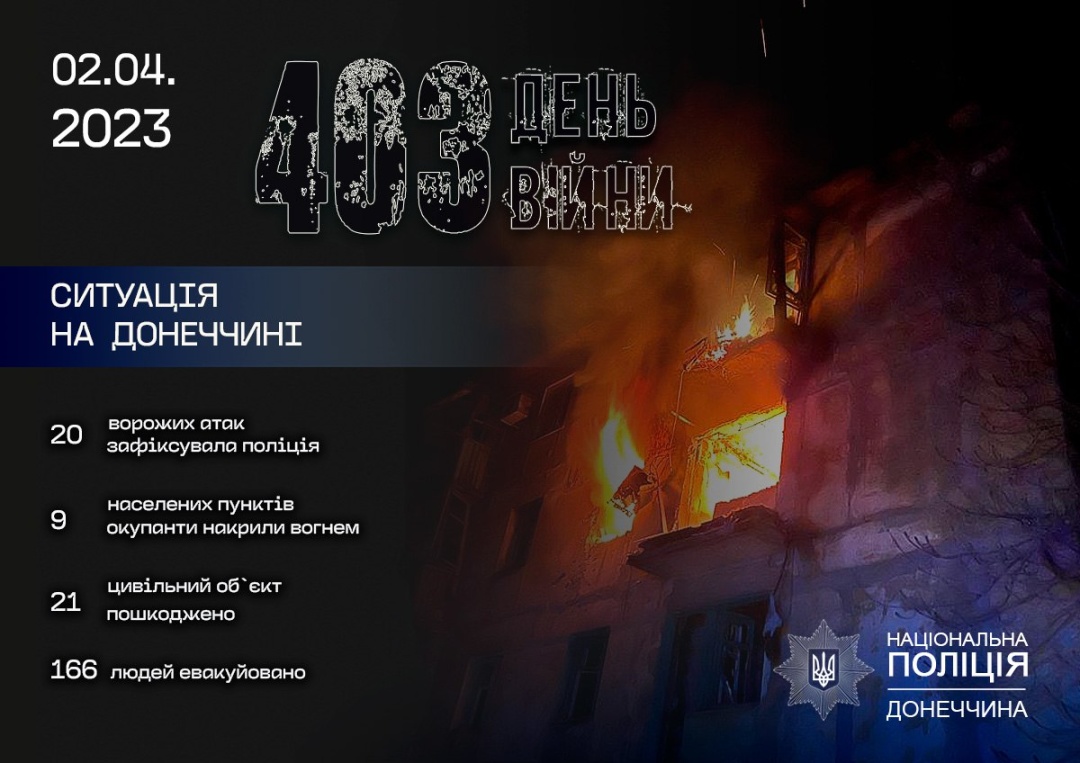 02.04.
2023
403 ДЕНЬ
ВІЙНИ
СИТУАЦІЯ
НА ДОНЕЧЧИНІ
20 ворожих атак
зафіксувала поліція
9 населених пунктів
окупанти накрили вогнем
21 цивільний об`єкт
пошкоджено
166 людей евакуйовано
НАЦІОНАЛЬНА
ПОЛІЦІЯ
ДОНЕЧЧИНА